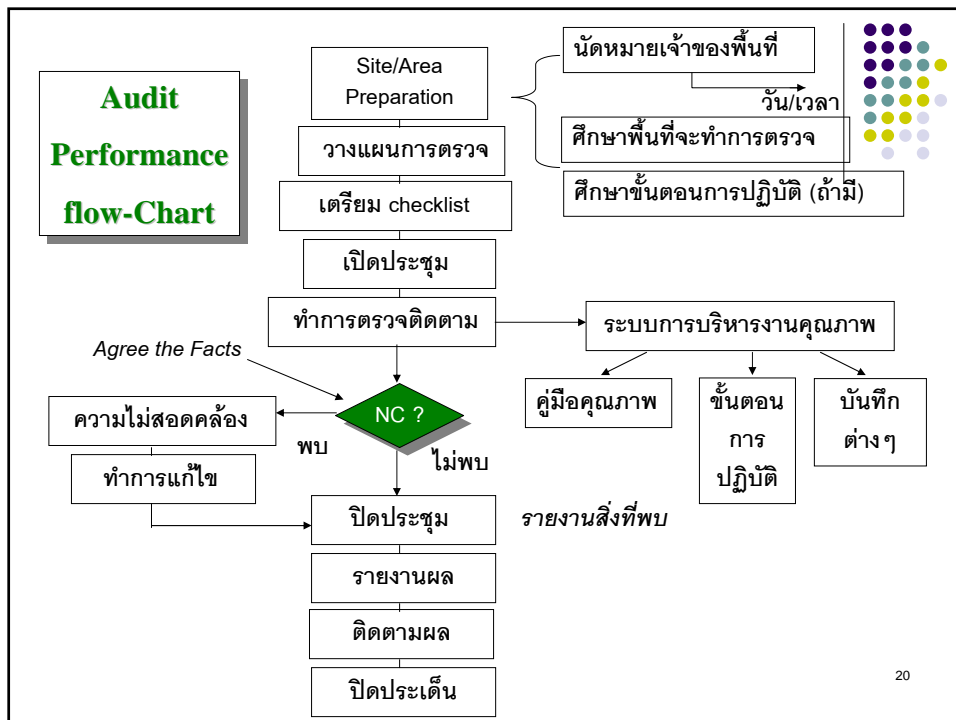 Audit
Performance
flow-Chart
Site/Area
Preparation
วางแผนการตรวจ
เตรียม checklist
เปิดประชุม
ทำการตรวจติดตาม
นัดหมายเจ้าของพื้นที่
วัน/เวลา
ศึกษาพื้นที่จะทำการตรวจ
ศึกษาขั้นตอนการปฏิบัติ (ถ้ามี)
ระบบการบริหารงานคุณภาพ
คู่มือคุณภาพ
ขั้นตอน
การ
ปฏิบัติ
บันทึก
ต่างๆ
Agree the Facts
NC ?
พบ
ไม่พบ
ความไม่สอดคล้อง
ทำการแก้ไข
ปิดประชุม
รายงานสิ่งที่พบ
รายงานผล
ติดตามผล
ปิดประเด็น
20